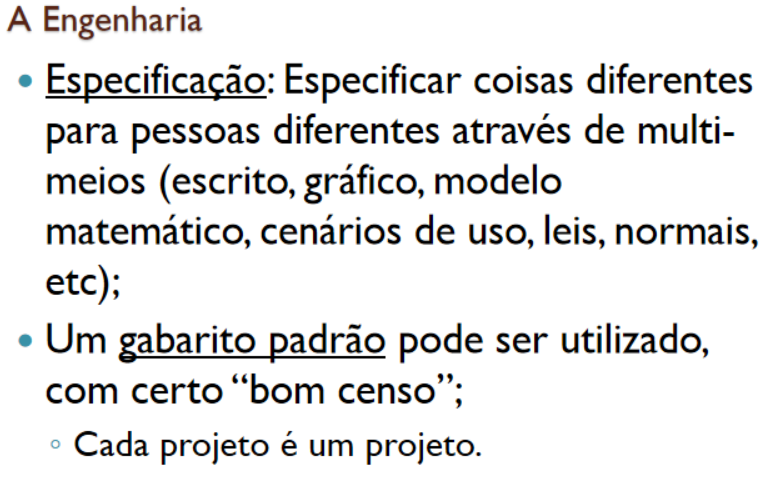 A Engenharia
• Especificação: Especificar coisas diferentes
para pessoas diferentes através de multi-
meios (escrito, gráfico, modelo
matemático, cenários de uso, leis, normais,
etc);
• Um gabarito padrão pode ser utilizado,
com certo “bom censo”;
◦ Cada projeto é um projeto.